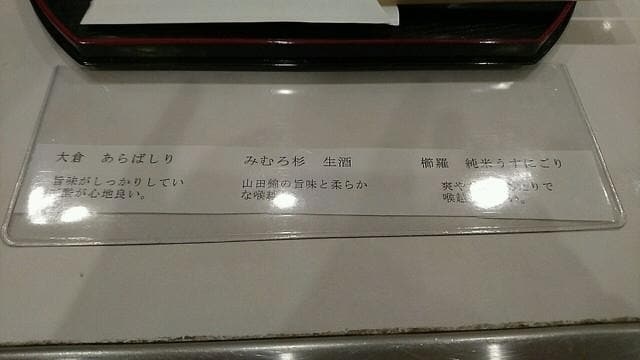 大倉 あらばしり
旨味がしっかりしてい
が心地良い。
みむろ杉 生酒
山田錦の旨味と柔らか
な喉越
櫛羅 純米うすにごり
爽や りで
喉越 い。